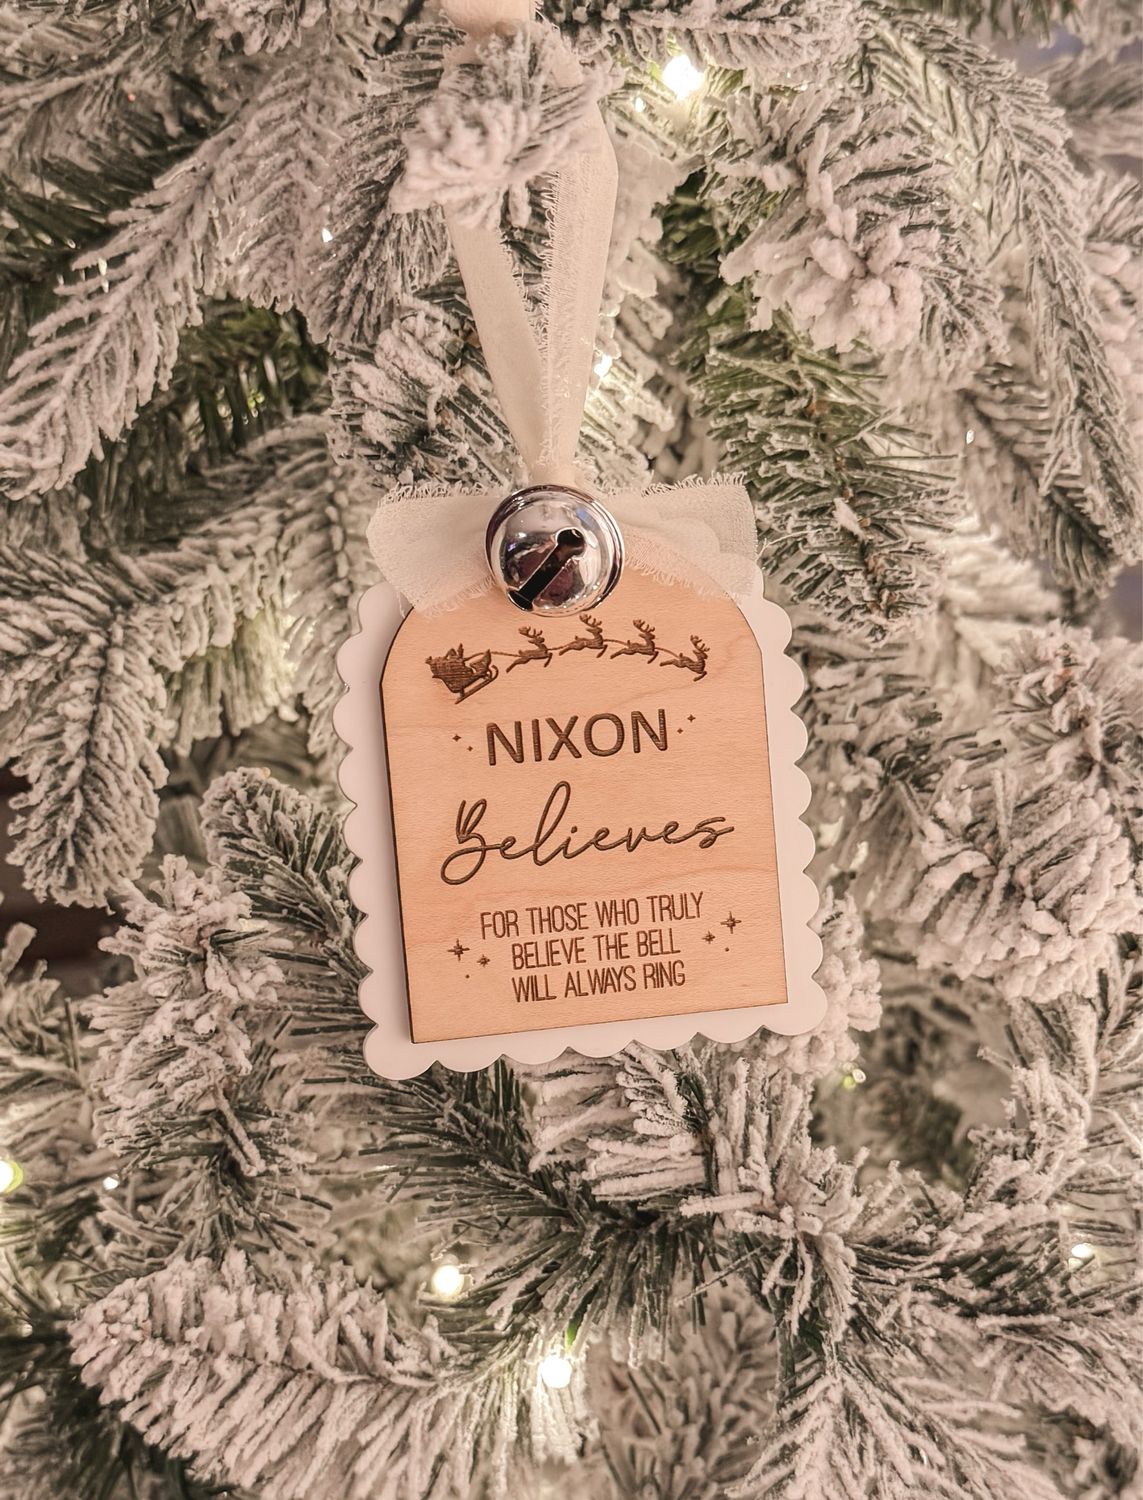 NIXON
Believes
FOR THOSE WHO TRULY
BELIEVE THE BELL
WILL ALWAYS RING